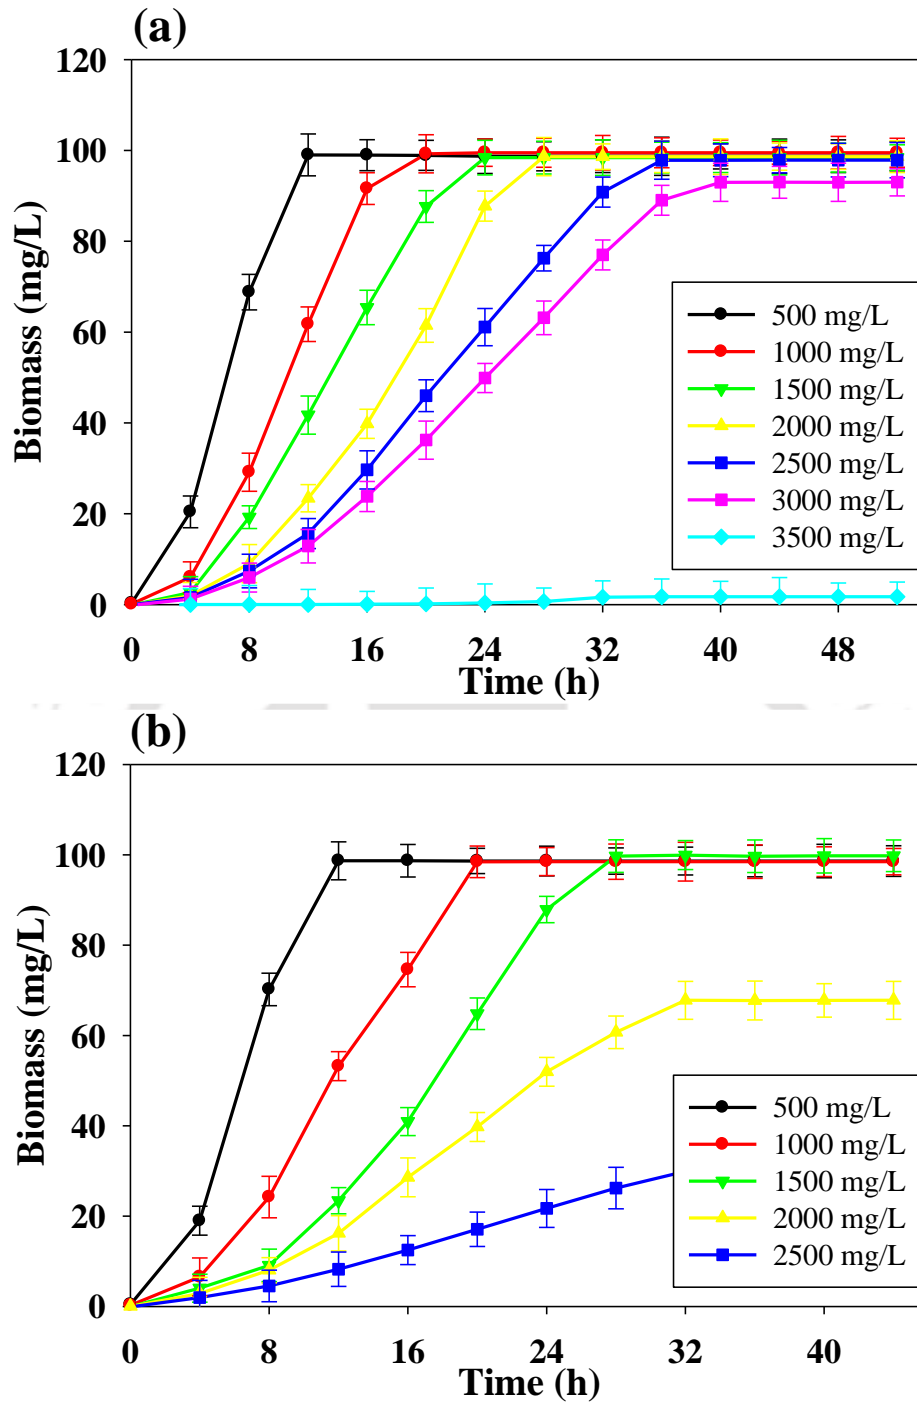 (a)
120
100
80
60
40
20
0
Biomass (mg/L)
500 mg/L
1000 mg/L
1500 mg/L
2000 mg/L
2500 mg/L
3000 mg/L
3500 mg/L
0 8 16 24 32 40 48
Time (h)
(b)
120
100
80
60
40
20
0
Biomass (mg/L)
500 mg/L
1000 mg/L
1500 mg/L
2000 mg/L
2500 mg/L
0 8 16 24 32 40
Time (h)